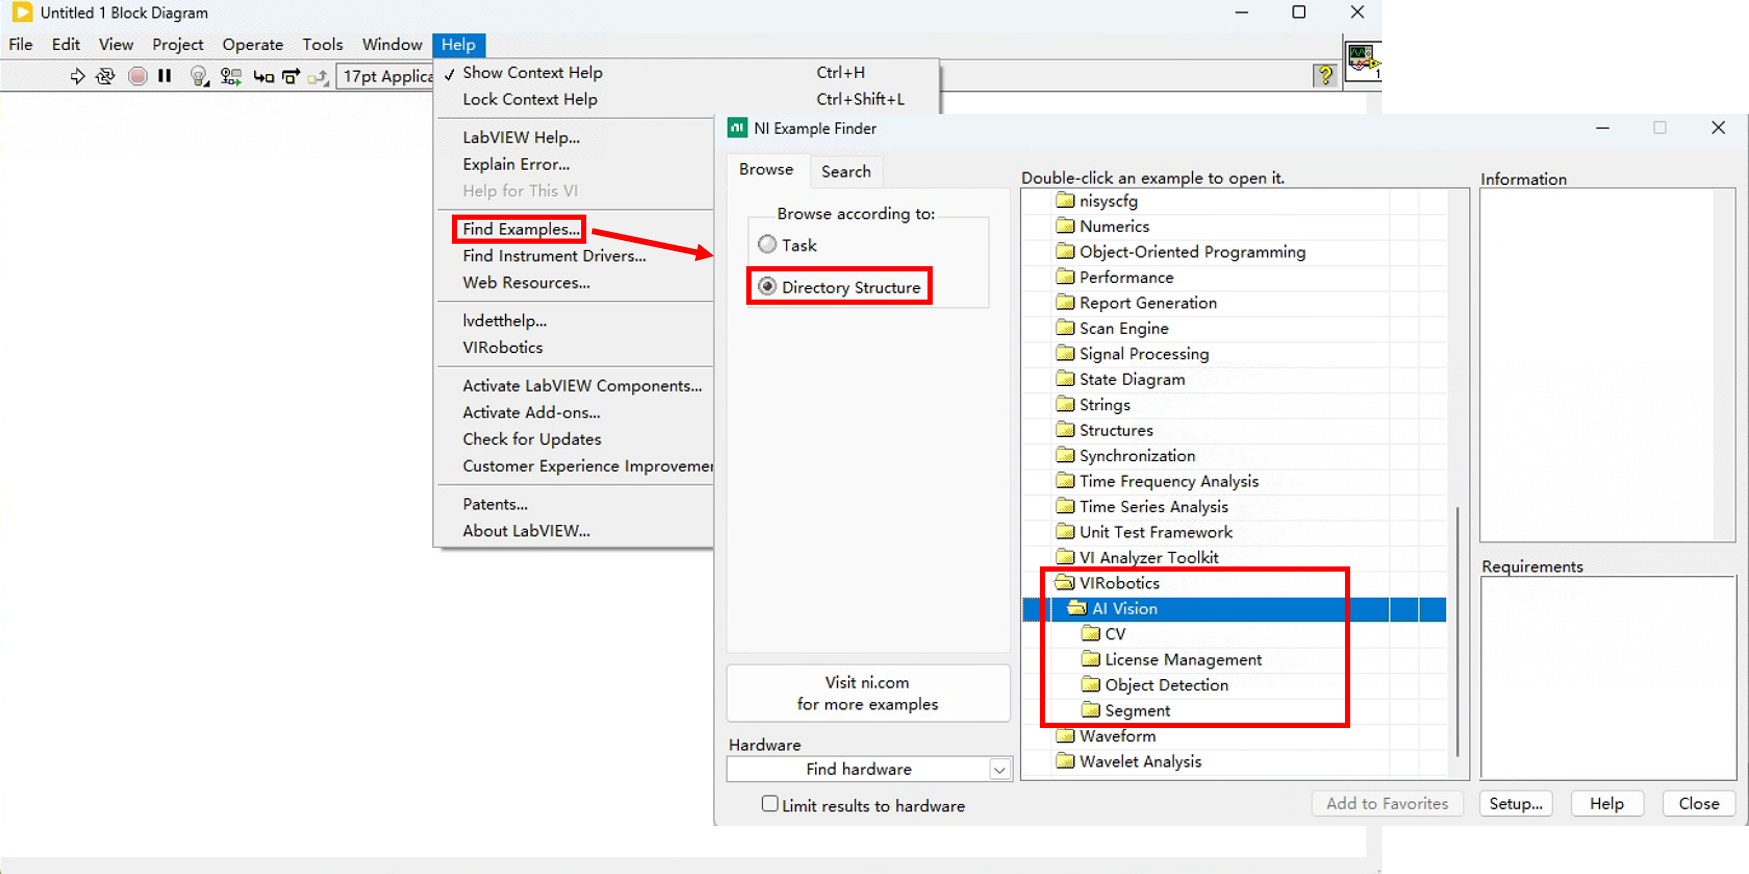 Untitled 1 Block Diagram
File Edit View Project Operate Tools Window Help
17pt Applica
Show Context Help Ctrl+H
Lock Context Help Ctrl+Shift+L
LabVIEW Help...
Explain Error...
Help for This VI
Find Examples...
Find Instrument Drivers...
Web Resources...
lvdetthelp...
VIRobotics
Activate LabVIEW Components...
Activate Add-ons...
Check for Updates
Customer Experience Improvemen
Patents...
About LabVIEW...
NI Example Finder
Browse Search
Browse according to:
Task
Directory Structure
Visit ni.com
for more examples
Hardware
Find hardware
Limit results to hardware
Double-click an example to open it.
nisyscfg
Numerics
Object-Oriented Programming
Performance
Report Generation
Scan Engine
Signal Processing
State Diagram
Strings
Structures
Synchronization
Time Frequency Analysis
Time Series Analysis
Unit Test Framework
VI Analyzer Toolkit
VIRobotics
AI Vision
CV
License Management
Object Detection
Segment
Waveform
Wavelet Analysis
Information
Requirements
Add to Favorites Setup... Help Close